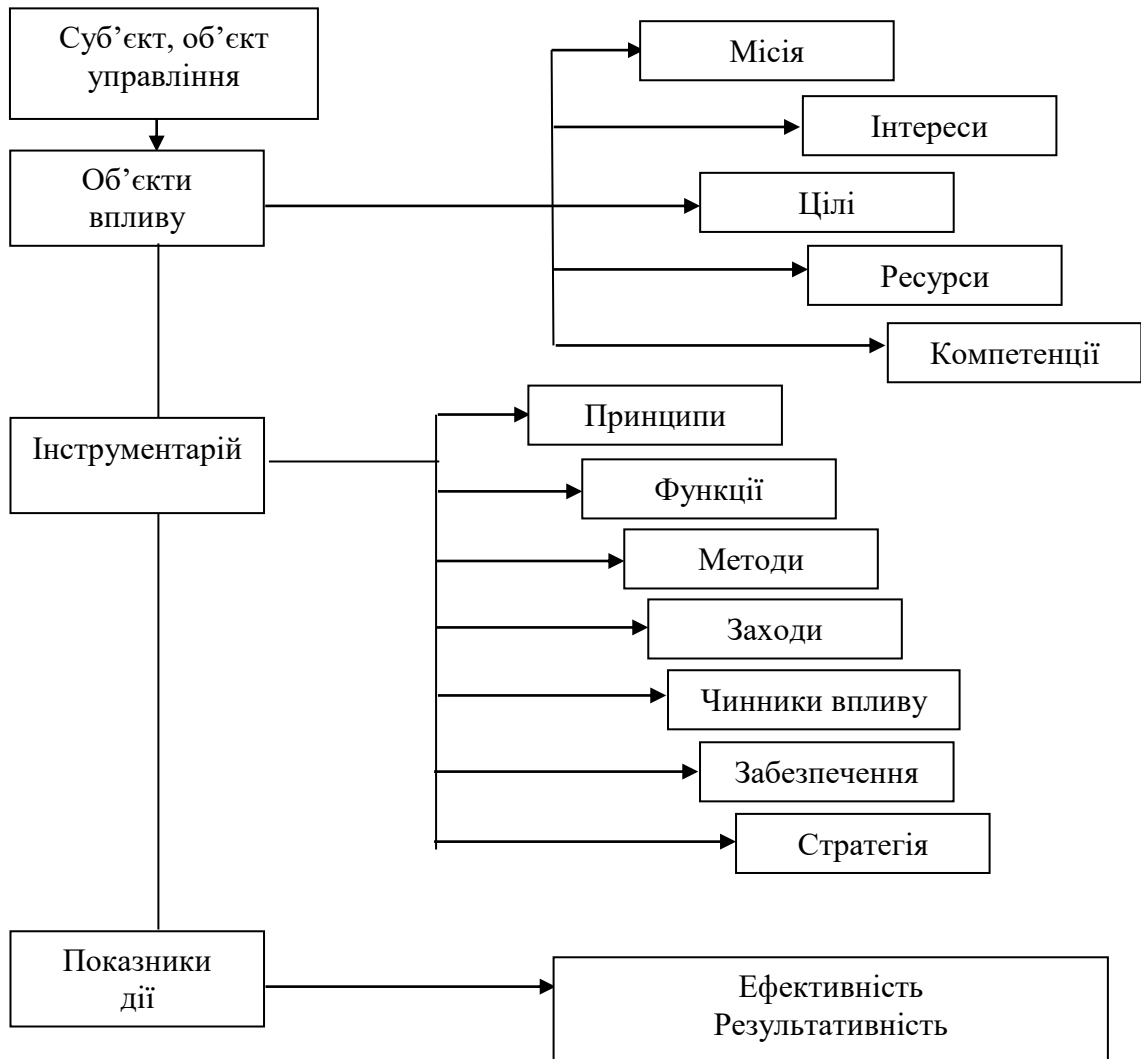 Суб’єкт, об’єкт
управління
Місія
Інтереси
Об’єкти
впливу
Цілі
Ресурси
Компетенції
Принципи
Інструментарій
Функції
Методи
Заходи
Чинники впливу
Забезпечення
Стратегія
Показники
дії
Ефективність
Результативність